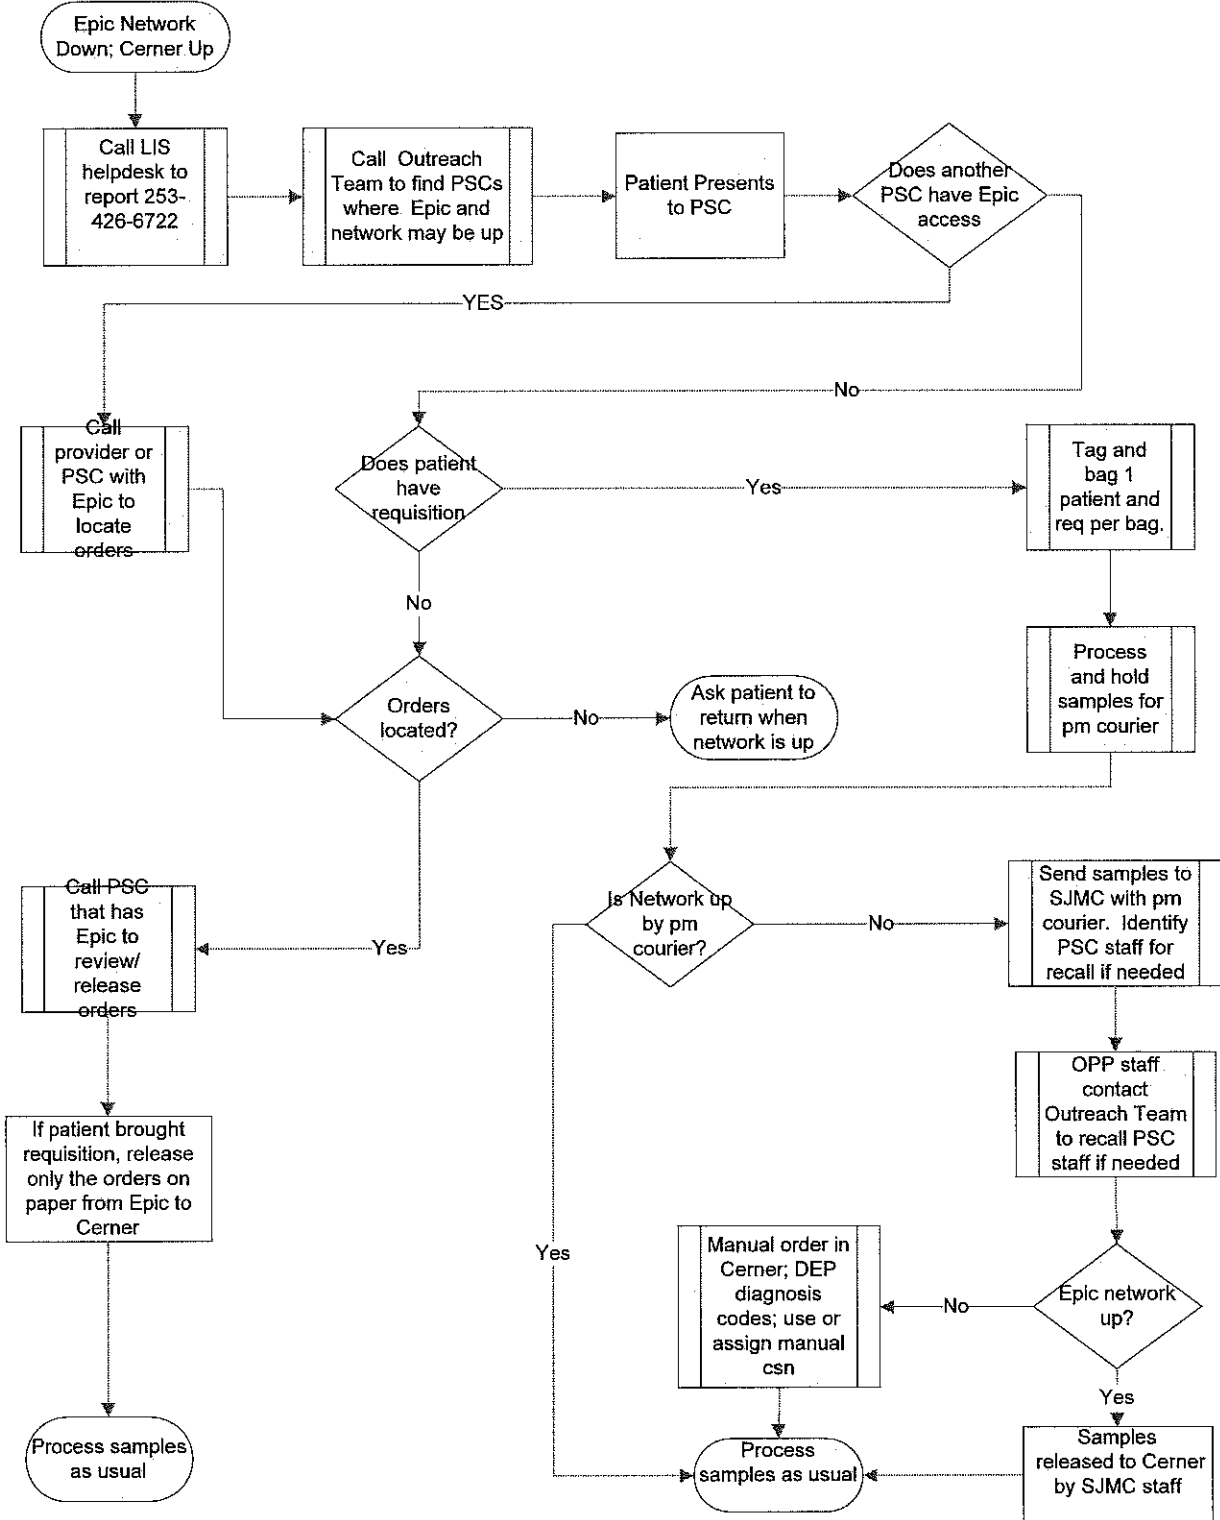 Epic Network
Down; Cerner Up
Call LIS
helpdesk to
report 253-
426-6722
Call Outreach
Team to find PSCs
where Epic and
network may be up
Patient Presents
to PSC
Does another
PSC have Epic
access
YES
No
Call
provider or
PSC with
Epic to
locate
orders
Does patient
have
requisition
Yes
Tag and
bag 1
patient and
req per bag.
No
Process
and hold
samples for
pm courier
Orders
located?
No
Ask patient to
return when
network is up
Call PSC
that has
Epic to
review/
release
orders
Yes
Is Network up
by pm
courier?
No
Send samples to
SJMC with pm
courier. Identify
PSC staff for
recall if needed
OPP staff
contact
Outreach Team
to recall PSC
staff if needed
If patient brought
requisition, release
only the orders on
paper from Epic to
Cerner
Yes
Manual order in
Cerner; DEP
diagnosis
codes; use or
assign manual
csn
No
Epic network
up?
Yes
Process samples
as usual
Process
samples as usual
Samples
released to Cerner
by SJMC staff